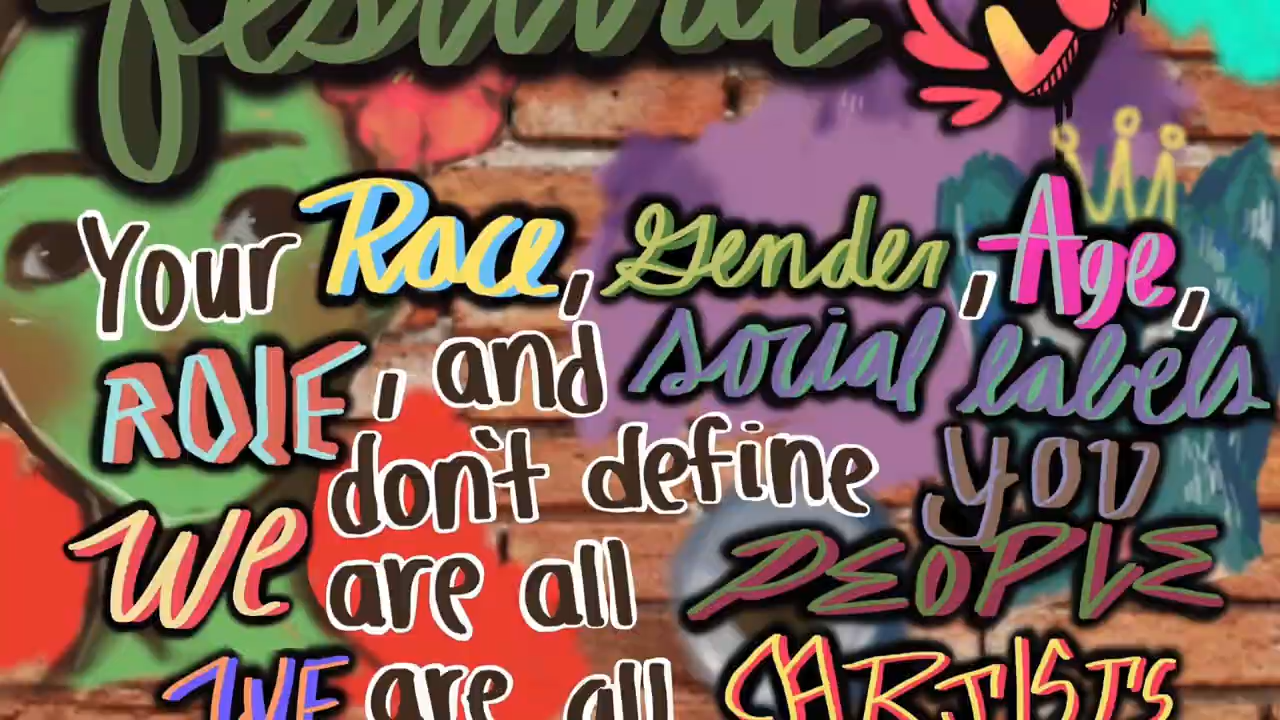 festival
Your Race, Gender, Age,
ROLE, and social labels
don't define you
We are all PEOPLE
WE are all ARTISTS